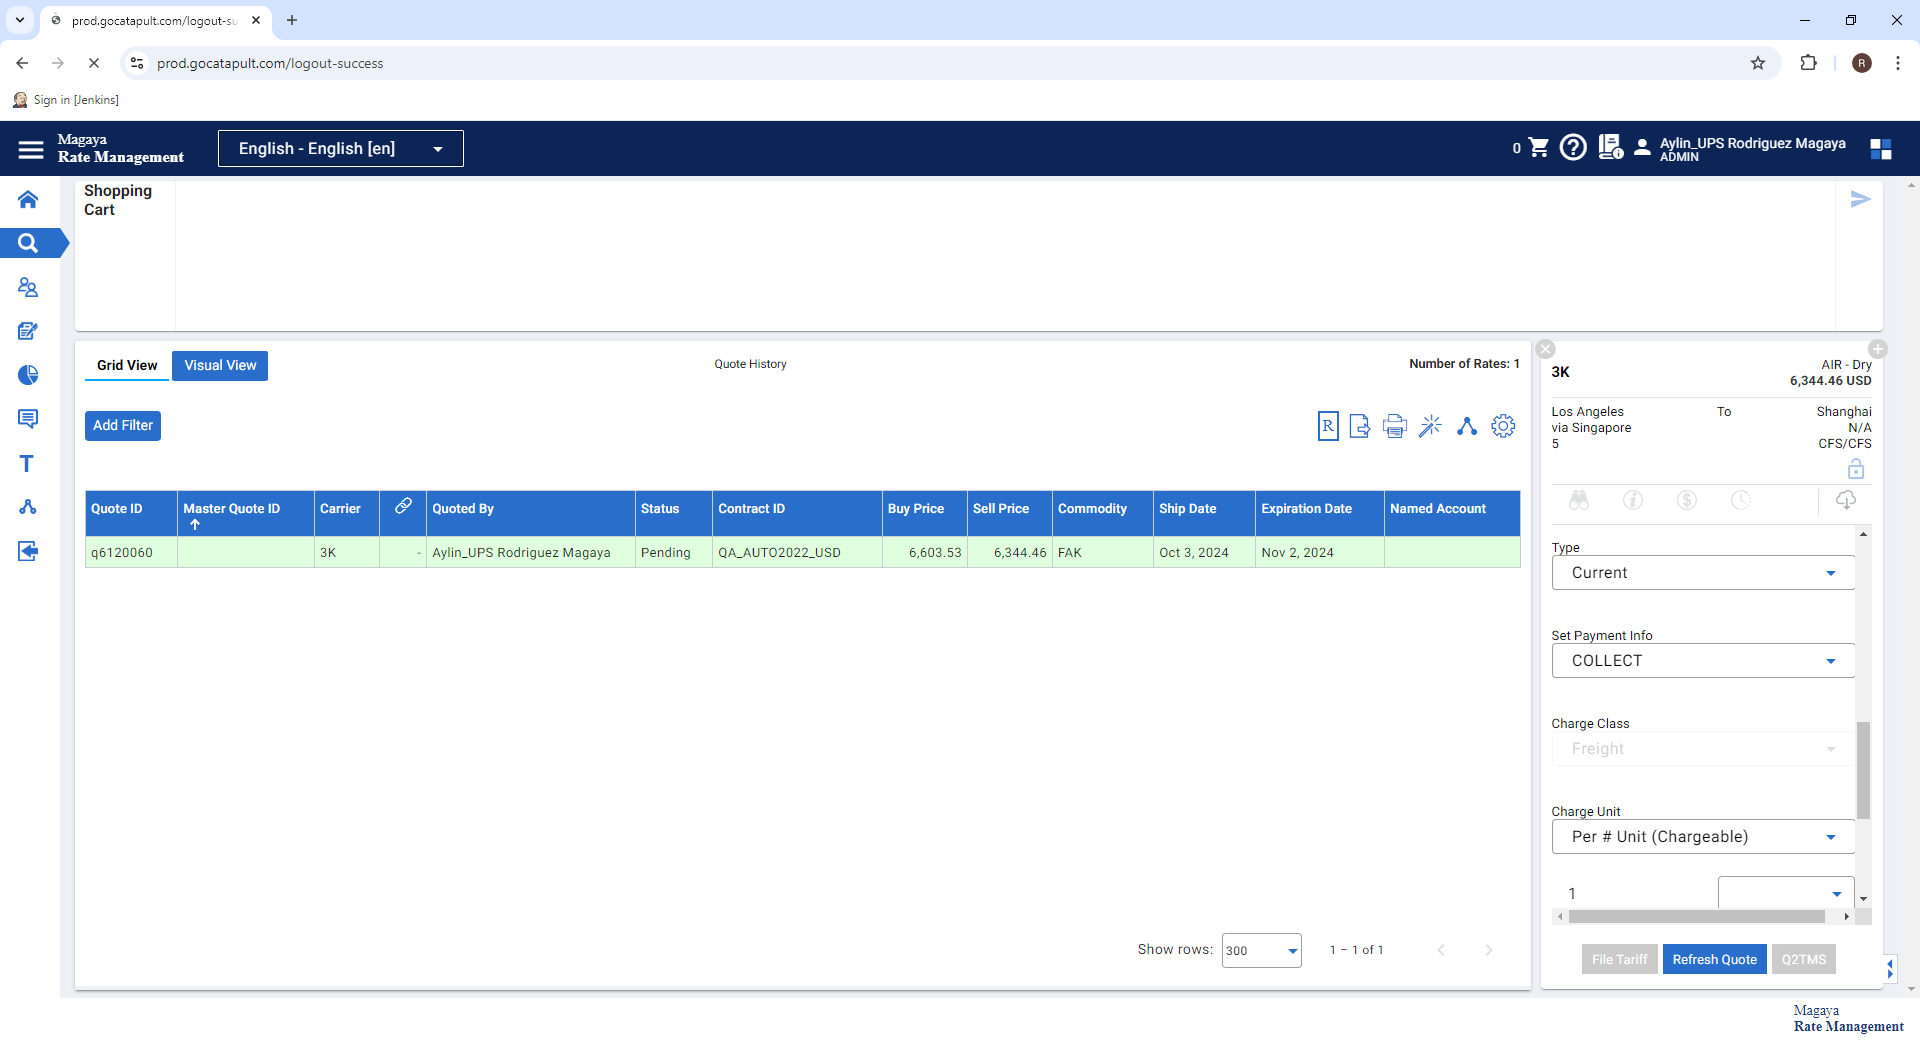 prod.gocatapult.com/logout-su
prod.gocatapult.com/logout-success
R
Sign in [Jenkins]
Magaya
Rate Management
English - English [en]
0
Aylin_UPS Rodriguez Magaya
ADMIN
Shopping
Cart
Grid View
Visual View
Quote History
Number of Rates: 1
Add Filter
R
Quote ID
Master Quote ID
Carrier
Quoted By
Status
Contract ID
Buy Price
Sell Price
Commodity
Ship Date
Expiration Date
Named Account
q6120060
3K
-
Aylin_UPS Rodriguez Magaya
Pending
QA_AUTO2022_USD
6,603.53
6,344.46
FAK
Oct 3, 2024
Nov 2, 2024
Show rows:
300
1 – 1 of 1
3K
AIR - Dry
6,344.46 USD
Los Angeles
To
Shanghai
via Singapore
N/A
5
CFS/CFS
Type
Current
Set Payment Info
COLLECT
Charge Class
Freight
Charge Unit
Per # Unit (Chargeable)
1
File Tariff
Refresh Quote
Q2TMS
T
Magaya
Rate Management